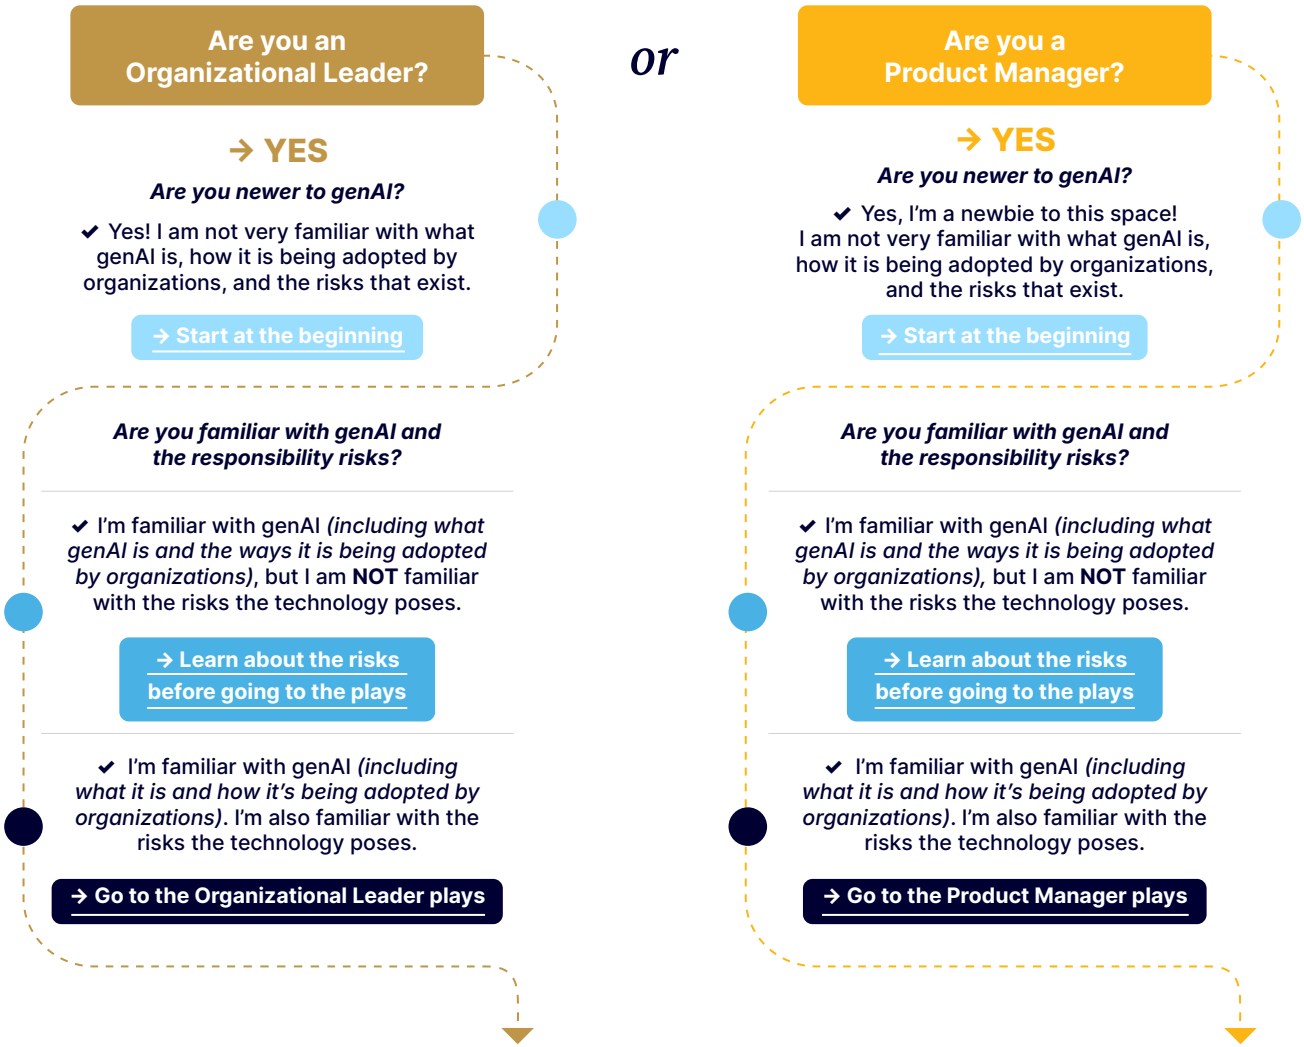 Are you an
Organizational Leader?
→ YES
Are you newer to genAI?
✔ Yes! I am not very familiar with what
genAI is, how it is being adopted by
organizations, and the risks that exist.
→ Start at the beginning
Are you familiar with genAI and
the responsibility risks?
✔ I'm familiar with genAI (including what
genAI is and the ways it is being adopted
by organizations), but I am NOT familiar
with the risks the technology poses.
→ Learn about the risks
before going to the plays
✔ I'm familiar with genAI (including
what it is and how it's being adopted by
organizations). I'm also familiar with the
risks the technology poses.
→ Go to the Organizational Leader plays
or
Are you a
Product Manager?
→ YES
Are you newer to genAI?
✔ Yes, I'm a newbie to this space!
I am not very familiar with what genAI is,
how it is being adopted by organizations,
and the risks that exist.
→ Start at the beginning
Are you familiar with genAI and
the responsibility risks?
✔ I'm familiar with genAI (including what
genAI is and the ways it is being adopted
by organizations), but I am NOT familiar
with the risks the technology poses.
→ Learn about the risks
before going to the plays
✔ I'm familiar with genAI (including
what it is and how it's being adopted by
organizations). I'm also familiar with the
risks the technology poses.
→ Go to the Product Manager plays